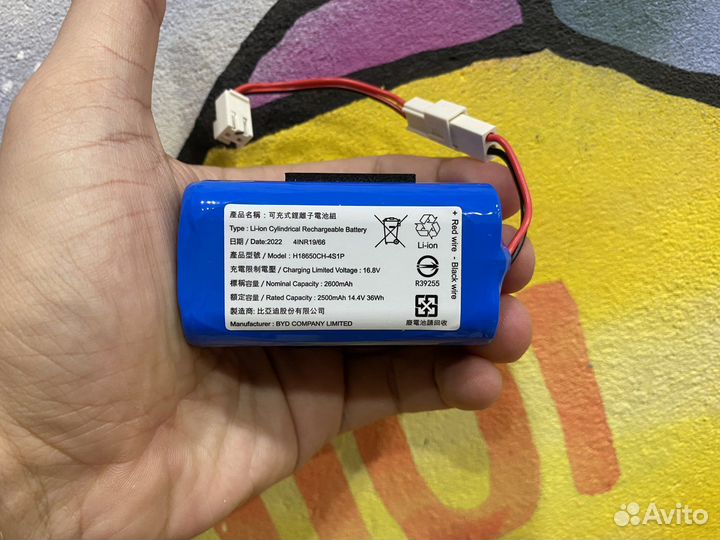 產品名稱：可充式鋰離子電池組
Type : Li-ion Cylindrical Rechargeable Battery
日期 / Date:2022 4INR19/66
產品型號 / Model : H18650CH-4S1P
充電限制電壓 / Charging Limited Voltage : 16.8V
標稱容量 / Nominal Capacity : 2600mAh
額定容量 / Rated Capacity : 2500mAh 14.4V 36Wh
製造商: 比亞迪股份有限公司
Manufacturer : BYD COMPANY LIMITED
Li-ion
R39255
廢電池請回收
+ Red wire - Black wire
Avito